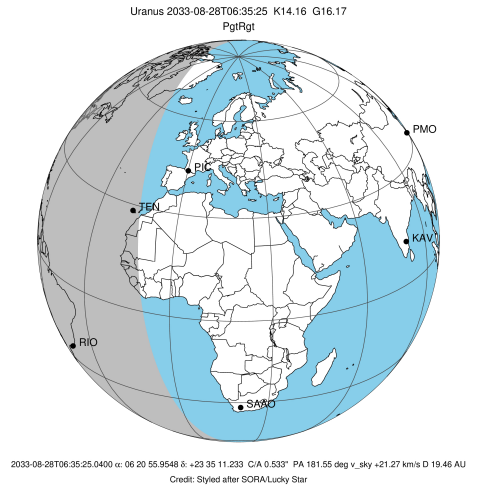 Uranus 2033-08-28T06:35:25 K14.16 G16.17
PgtRgt
PMO
PIC
TEN
KAV
RIO
SAAO
2033-08-28T06:35:25.0400 α: 06 20 55.9548 δ: +23 35 11.233 C/A 0.533" PA 181.55 deg v_sky +21.27 km/s D 19.46 AU
Credit: Styled after SORA/Lucky Star